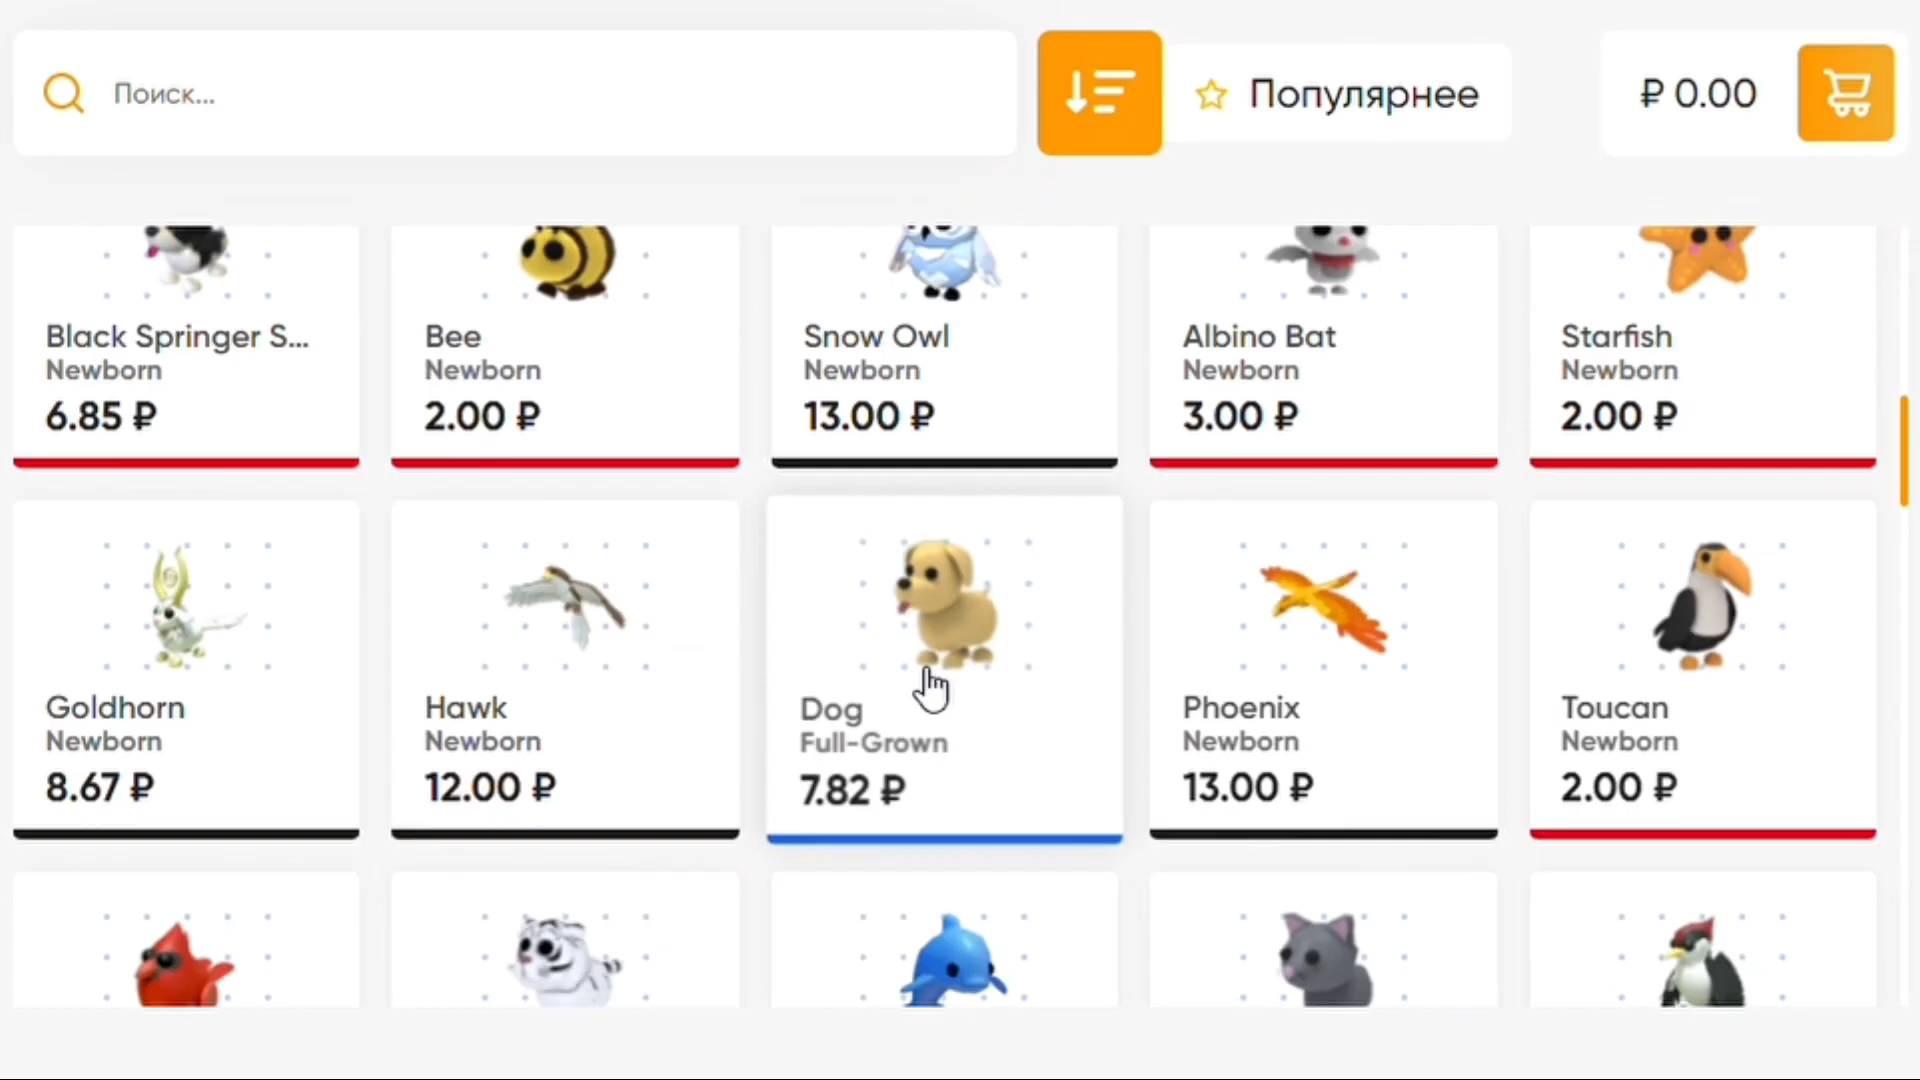 Поиск...
Популярнее
₽ 0.00
Black Springer S...
Newborn
6.85 ₽
Bee
Newborn
2.00 ₽
Snow Owl
Newborn
13.00 ₽
Albino Bat
Newborn
3.00 ₽
Starfish
Newborn
2.00 ₽
Goldhorn
Newborn
8.67 ₽
Hawk
Newborn
12.00 ₽
Dog
Full-Grown
7.82 ₽
Phoenix
Newborn
13.00 ₽
Toucan
Newborn
2.00 ₽